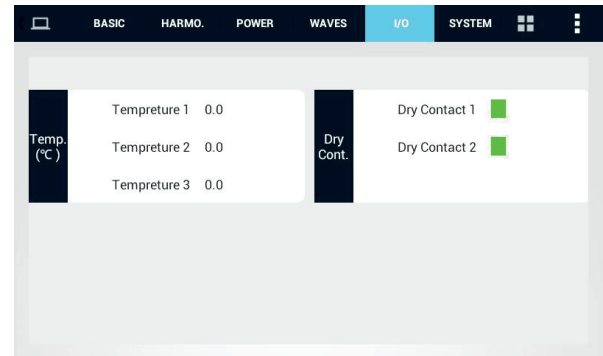 BASIC HARMO. POWER WAVES I/O SYSTEM
Temp.
(℃)
Tempreture 1 0.0
Tempreture 2 0.0
Tempreture 3 0.0
Dry
Cont.
Dry Contact 1
Dry Contact 2